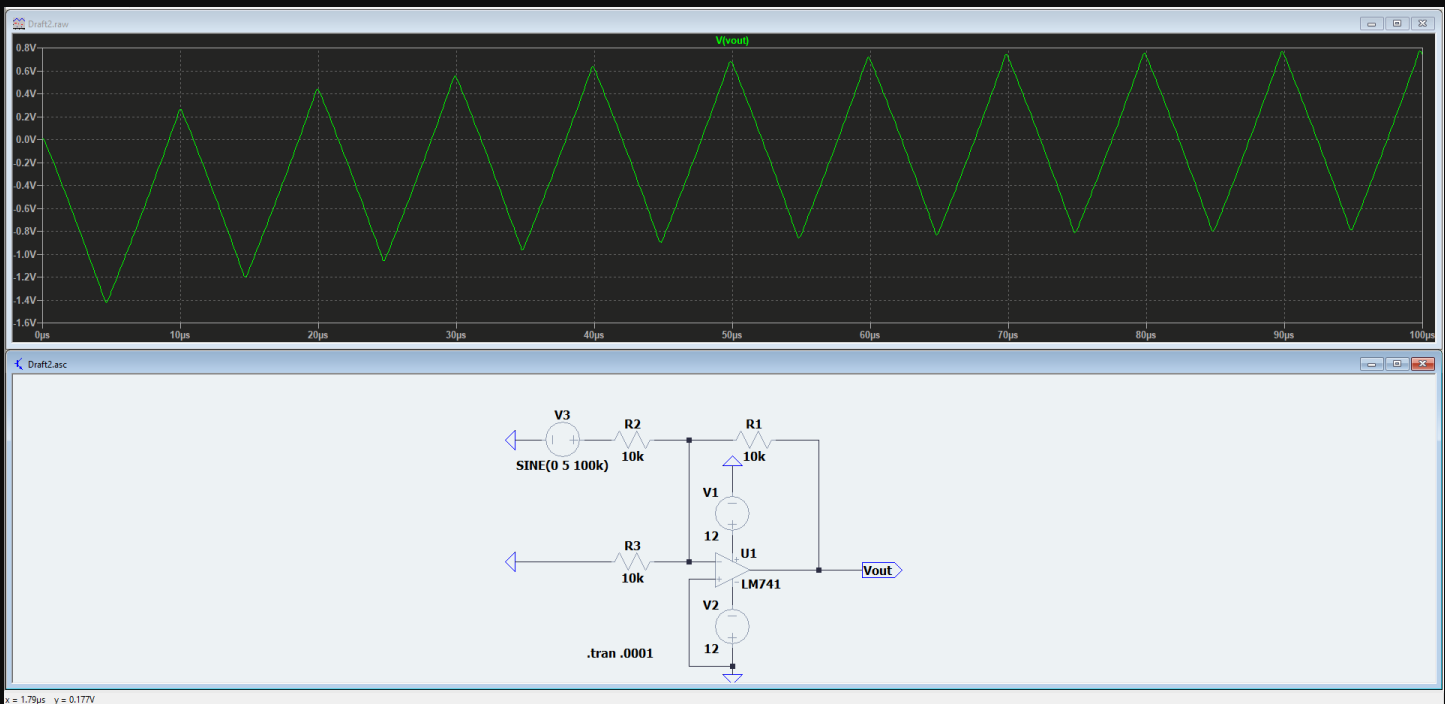 Draft2.raw
V(vout)
0.8V
0.6V
0.4V
0.2V
0.0V
-0.2V
-0.4V
-0.6V
-0.8V
-1.0V
-1.2V
-1.4V
-1.6V
0µs 10µs 20µs 30µs 40µs 50µs 60µs 70µs 80µs 90µs 100µs
Draft2.asc
V3
R2
R1
10k
10k
SINE(0 5 100k)
V1
12
R3
U1
10k
LM741
Vout
V2
12
.tran .0001
x = 1.79µs y = 0.177V